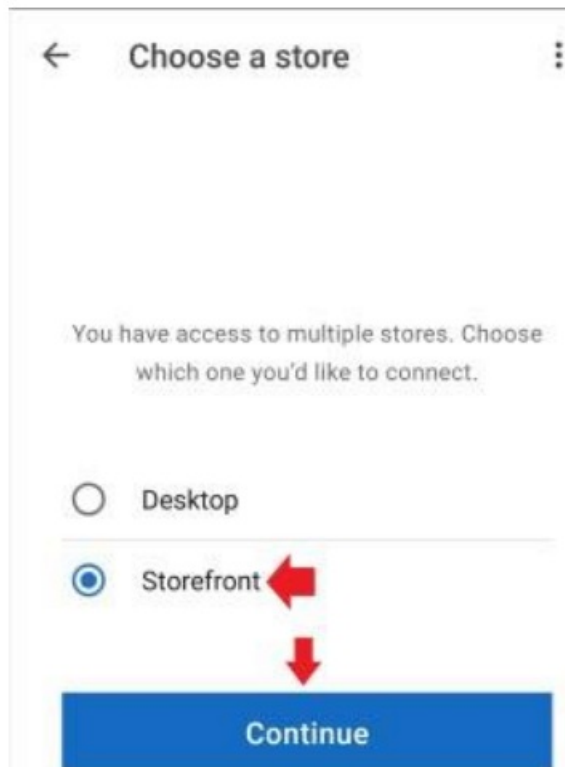 Choose a store
You have access to multiple stores. Choose
which one you'd like to connect.
Desktop
Storefront
Continue